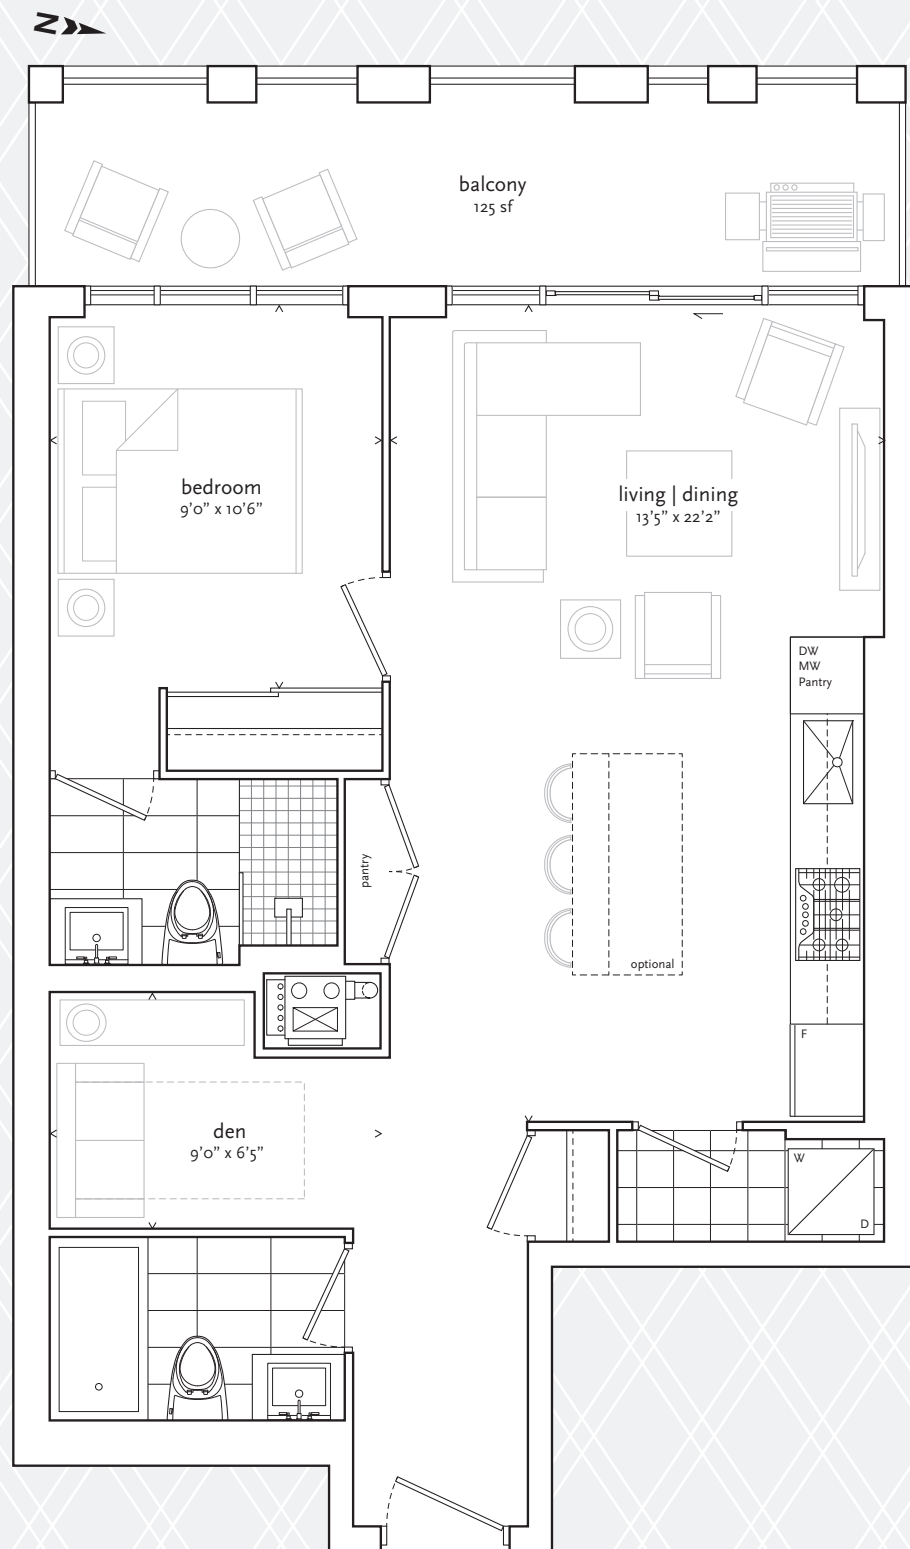 N
balcony
125 sf
bedroom
9'0" x 10'6"
living | dining
13'5" x 22'2"
DW
MW
Pantry
pantry
optional
F
den
9'0" x 6'5"
W
D